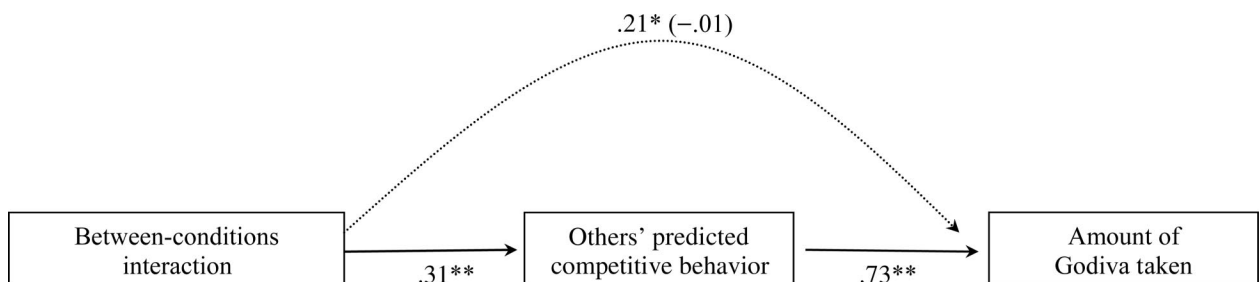 .21* (−.01)
Between-conditions
interaction
.31**
Others’ predicted
competitive behavior
.73**
Amount of
Godiva taken